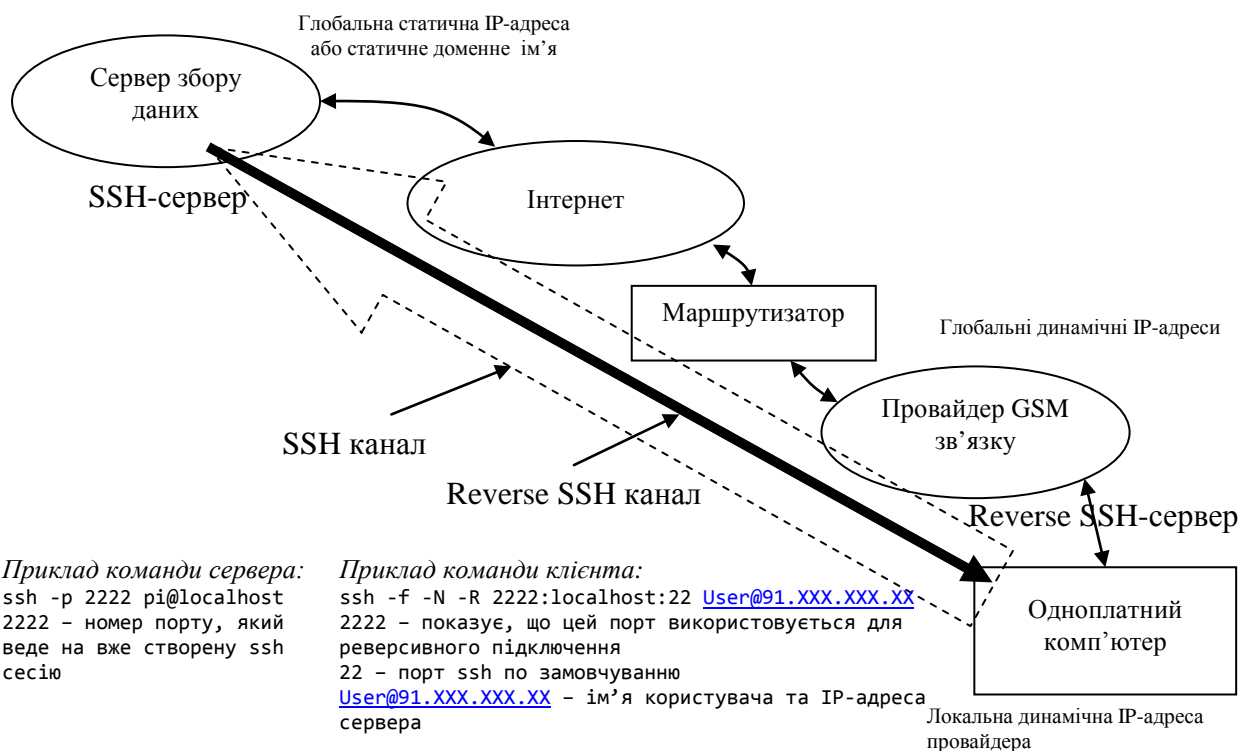 Глобальна статична IP-адреса
або статичне доменне ім’я
Сервер збору
даних
SSH-сервер
Інтернет
Маршрутизатор
Глобальні динамічні IP-адреси
Провайдер GSM
зв’язку
SSH канал
Reverse SSH канал
Reverse SSH-сервер
Приклад команди сервера:
ssh -p 2222 pi@localhost
2222 – номер порту, який
веде на вже створену ssh
сесію
Приклад команди клієнта:
ssh -f -N -R 2222:localhost:22 User@91.XXX.XXX.XX
2222 – показує, що цей порт використовується для
реверсивного підключення
22 – порт ssh по замовчуванню
User@91.XXX.XXX.XX – ім’я користувача та IP-адреса
сервера
Одноплатний
комп’ютер
Локальна динамічна IP-адреса
провайдера